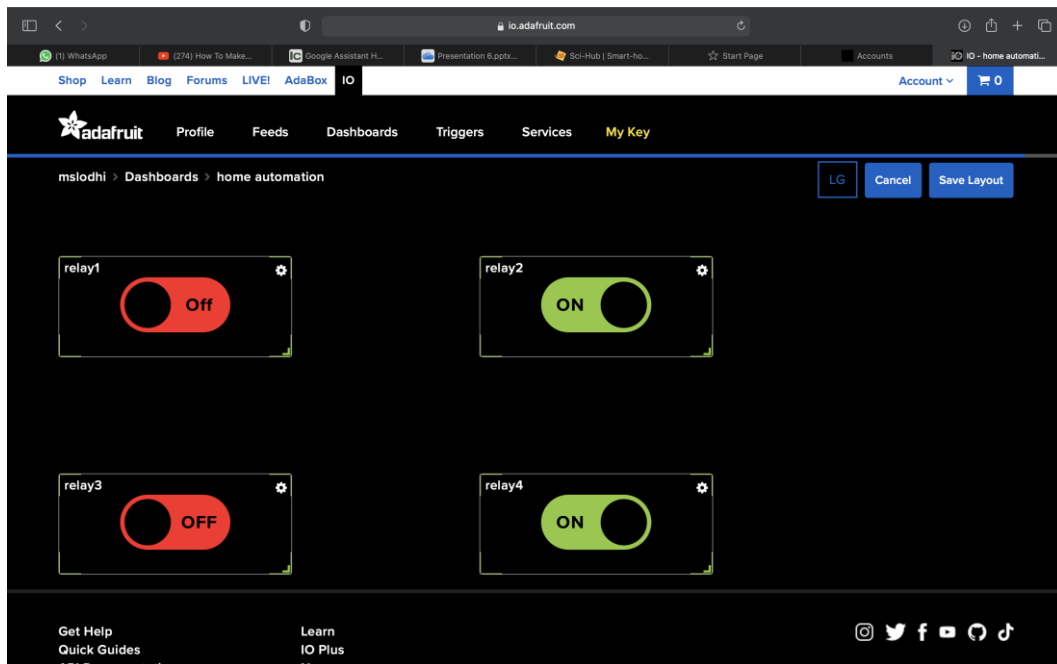 io.adafruit.com
(1) WhatsApp (274) How To Make... Google Assistant H... Presentation 6.pptx... Sci-Hub | Smart-ho... Start Page Accounts IO - home automati...
Shop Learn Blog Forums LIVE! AdaBox IO Account 0
adafruit Profile Feeds Dashboards Triggers Services My Key
mslodhi > Dashboards > home automation LG Cancel Save Layout
relay1 relay2
Off ON
relay3 relay4
OFF ON
Get Help Learn
Quick Guides IO Plus